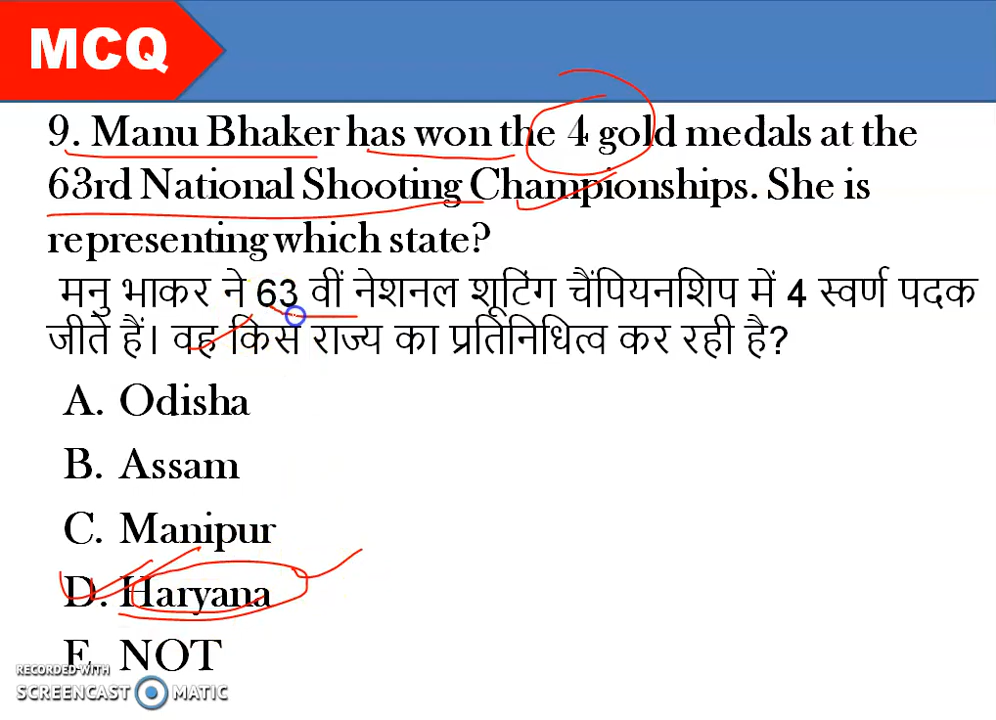 MCQ
9. Manu Bhaker has won the 4 gold medals at the
63rd National Shooting Championships. She is
representing which state?
मनु भाकर ने 63 वीं नेशनल शूटिंग चैंपियनशिप में 4 स्वर्ण पदक
जीते हैं। वह किस राज्य का प्रतिनिधित्व कर रही है?
A. Odisha
B. Assam
C. Manipur
D. Haryana
E. NOT
RECORDED WITH
SCREENCAST MATIC